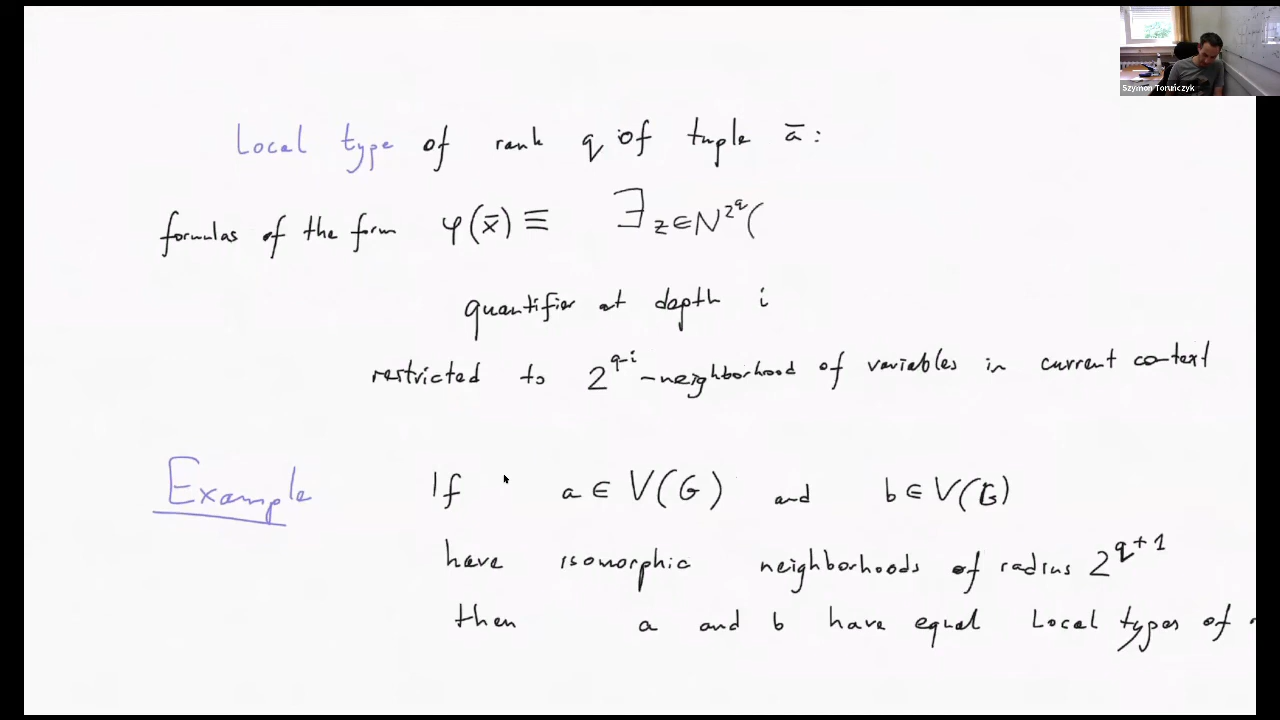 Szymon Toruńczyk
Local type of rank q of tuple a̅:
formulas of the form φ(x̅) ≡ ∃ z∈N^{2^q}(
quantifier at depth i
restricted to 2^{q-i}-neighborhood of variables in current context
Example If a ∈ V(G) and b ∈ V(G)
have isomorphic neighborhoods of radius 2^{q+1}
then a and b have equal local types of